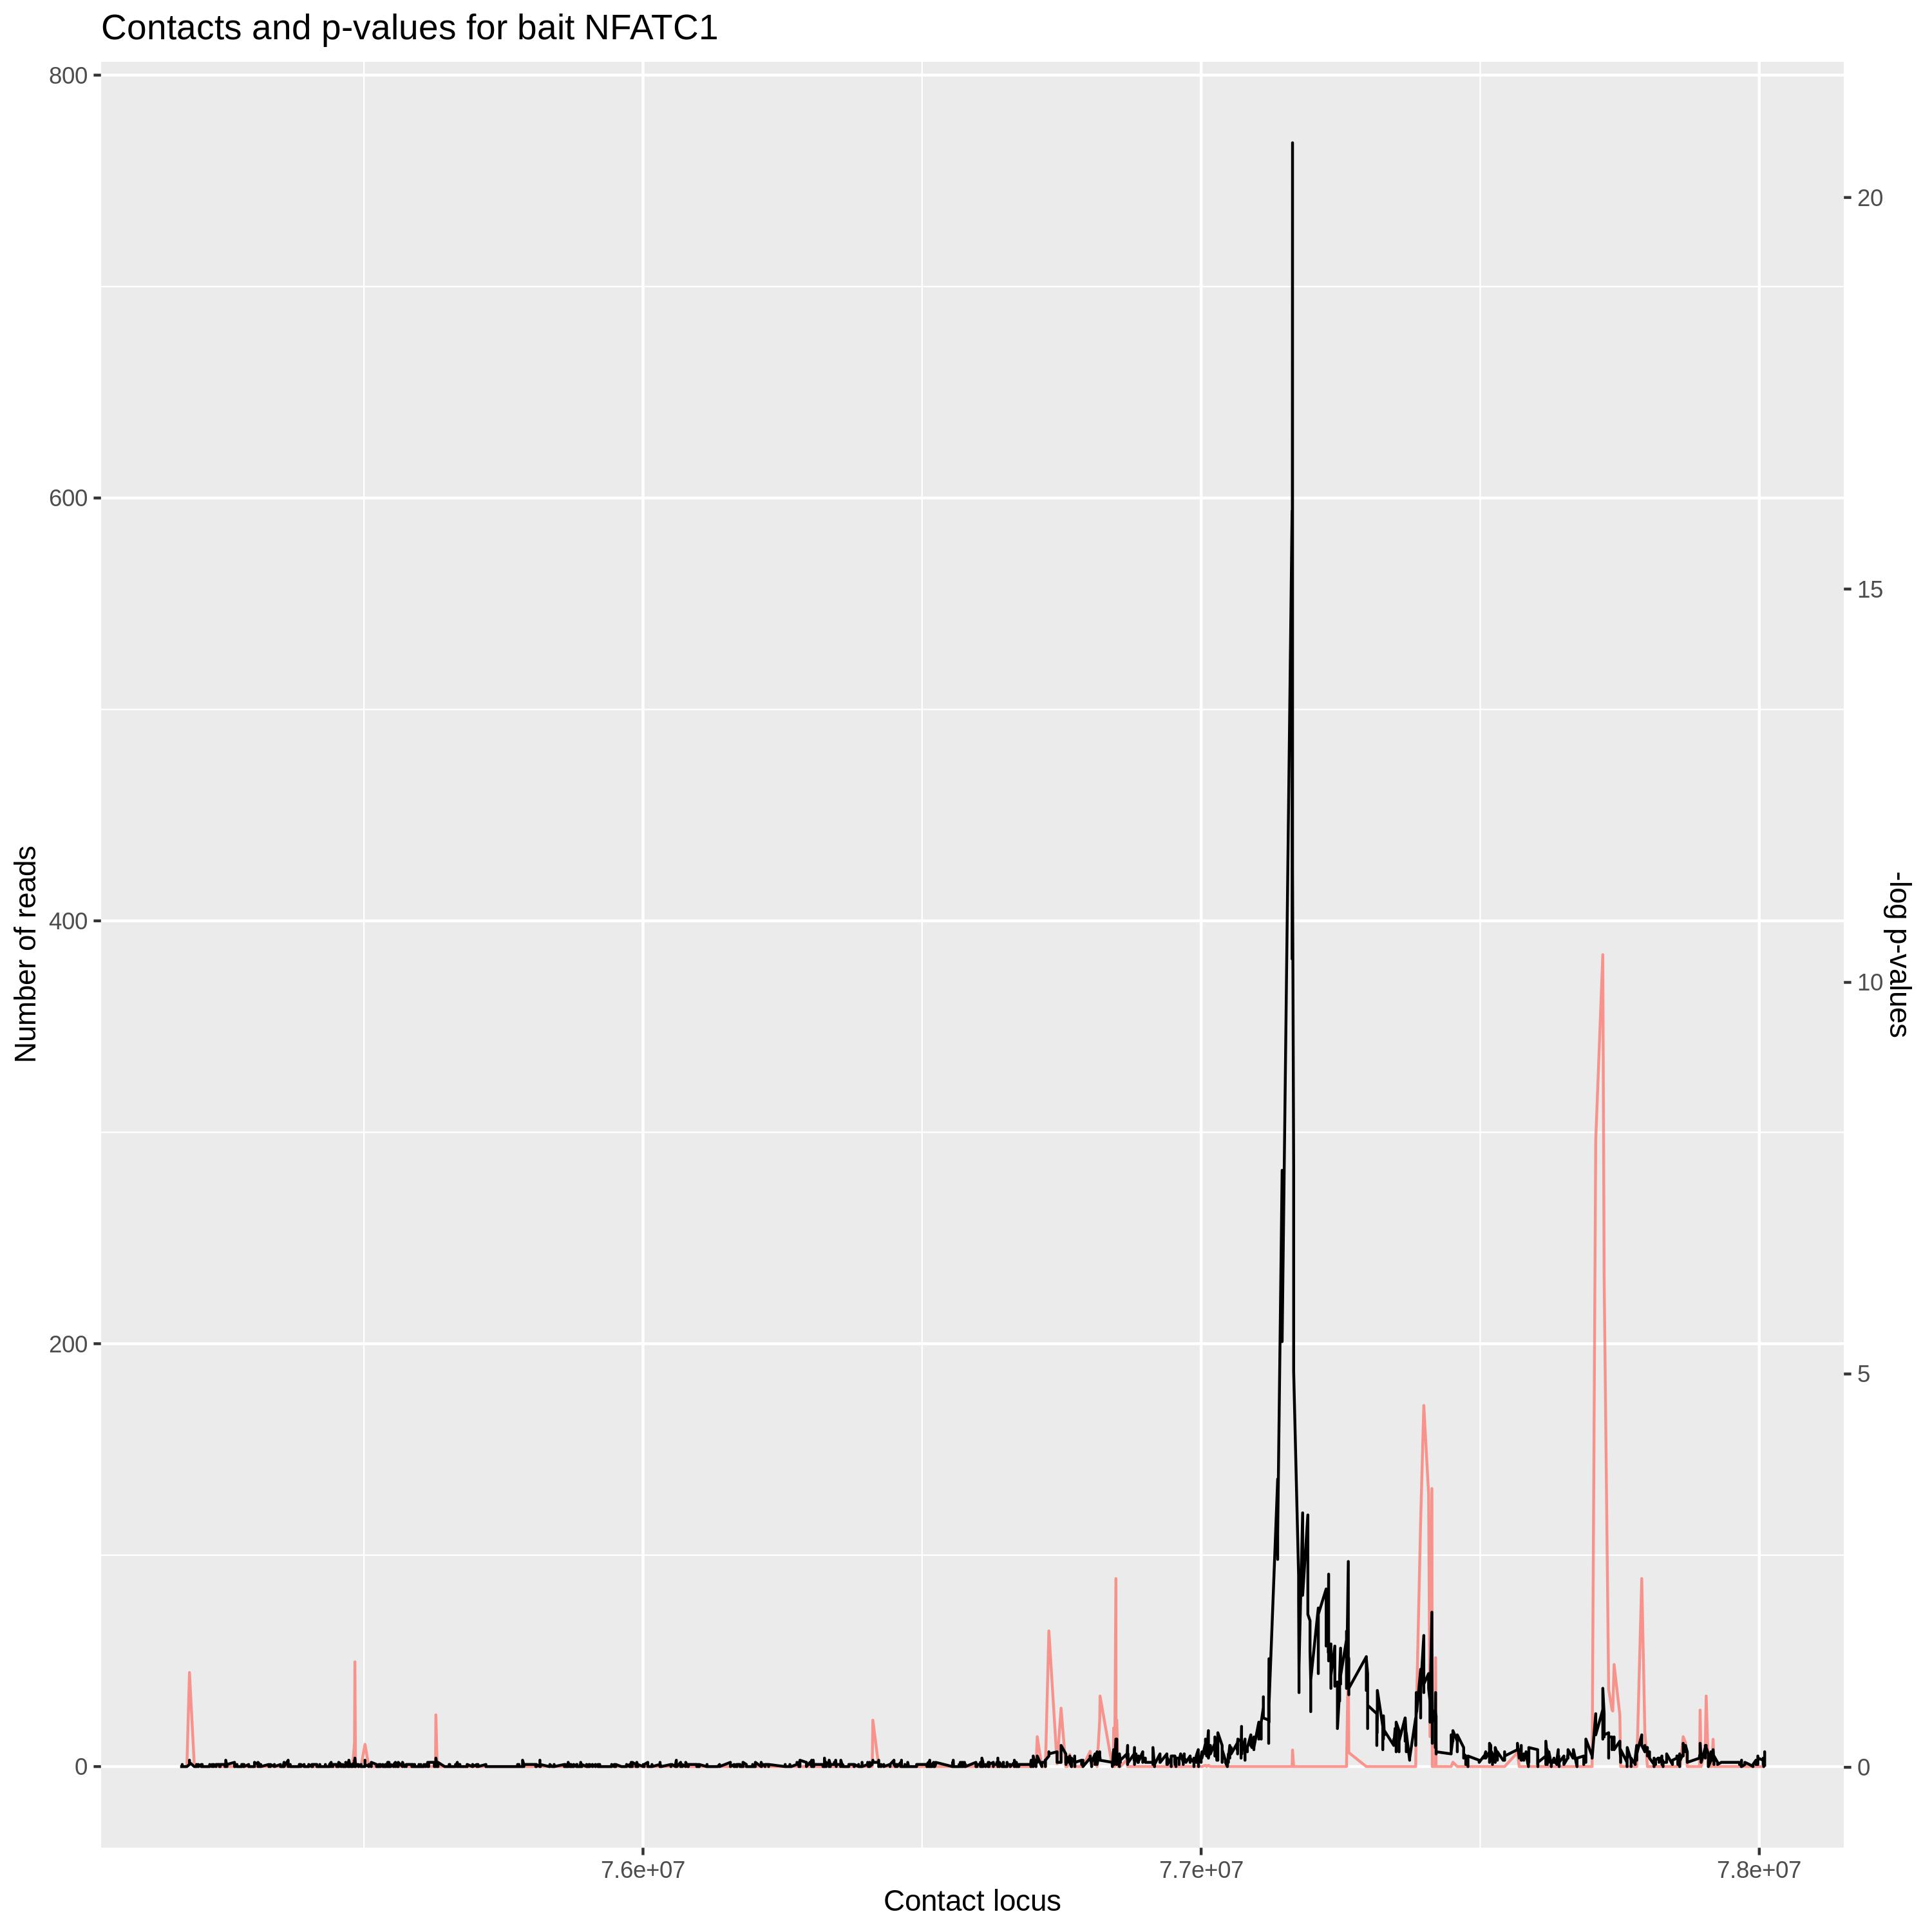 Contacts and p-values for bait NFATC1
800
600
400
200
0
Number of reads
20
15
10
5
0
-log p-values
7.6e+07
7.7e+07
7.8e+07
Contact locus